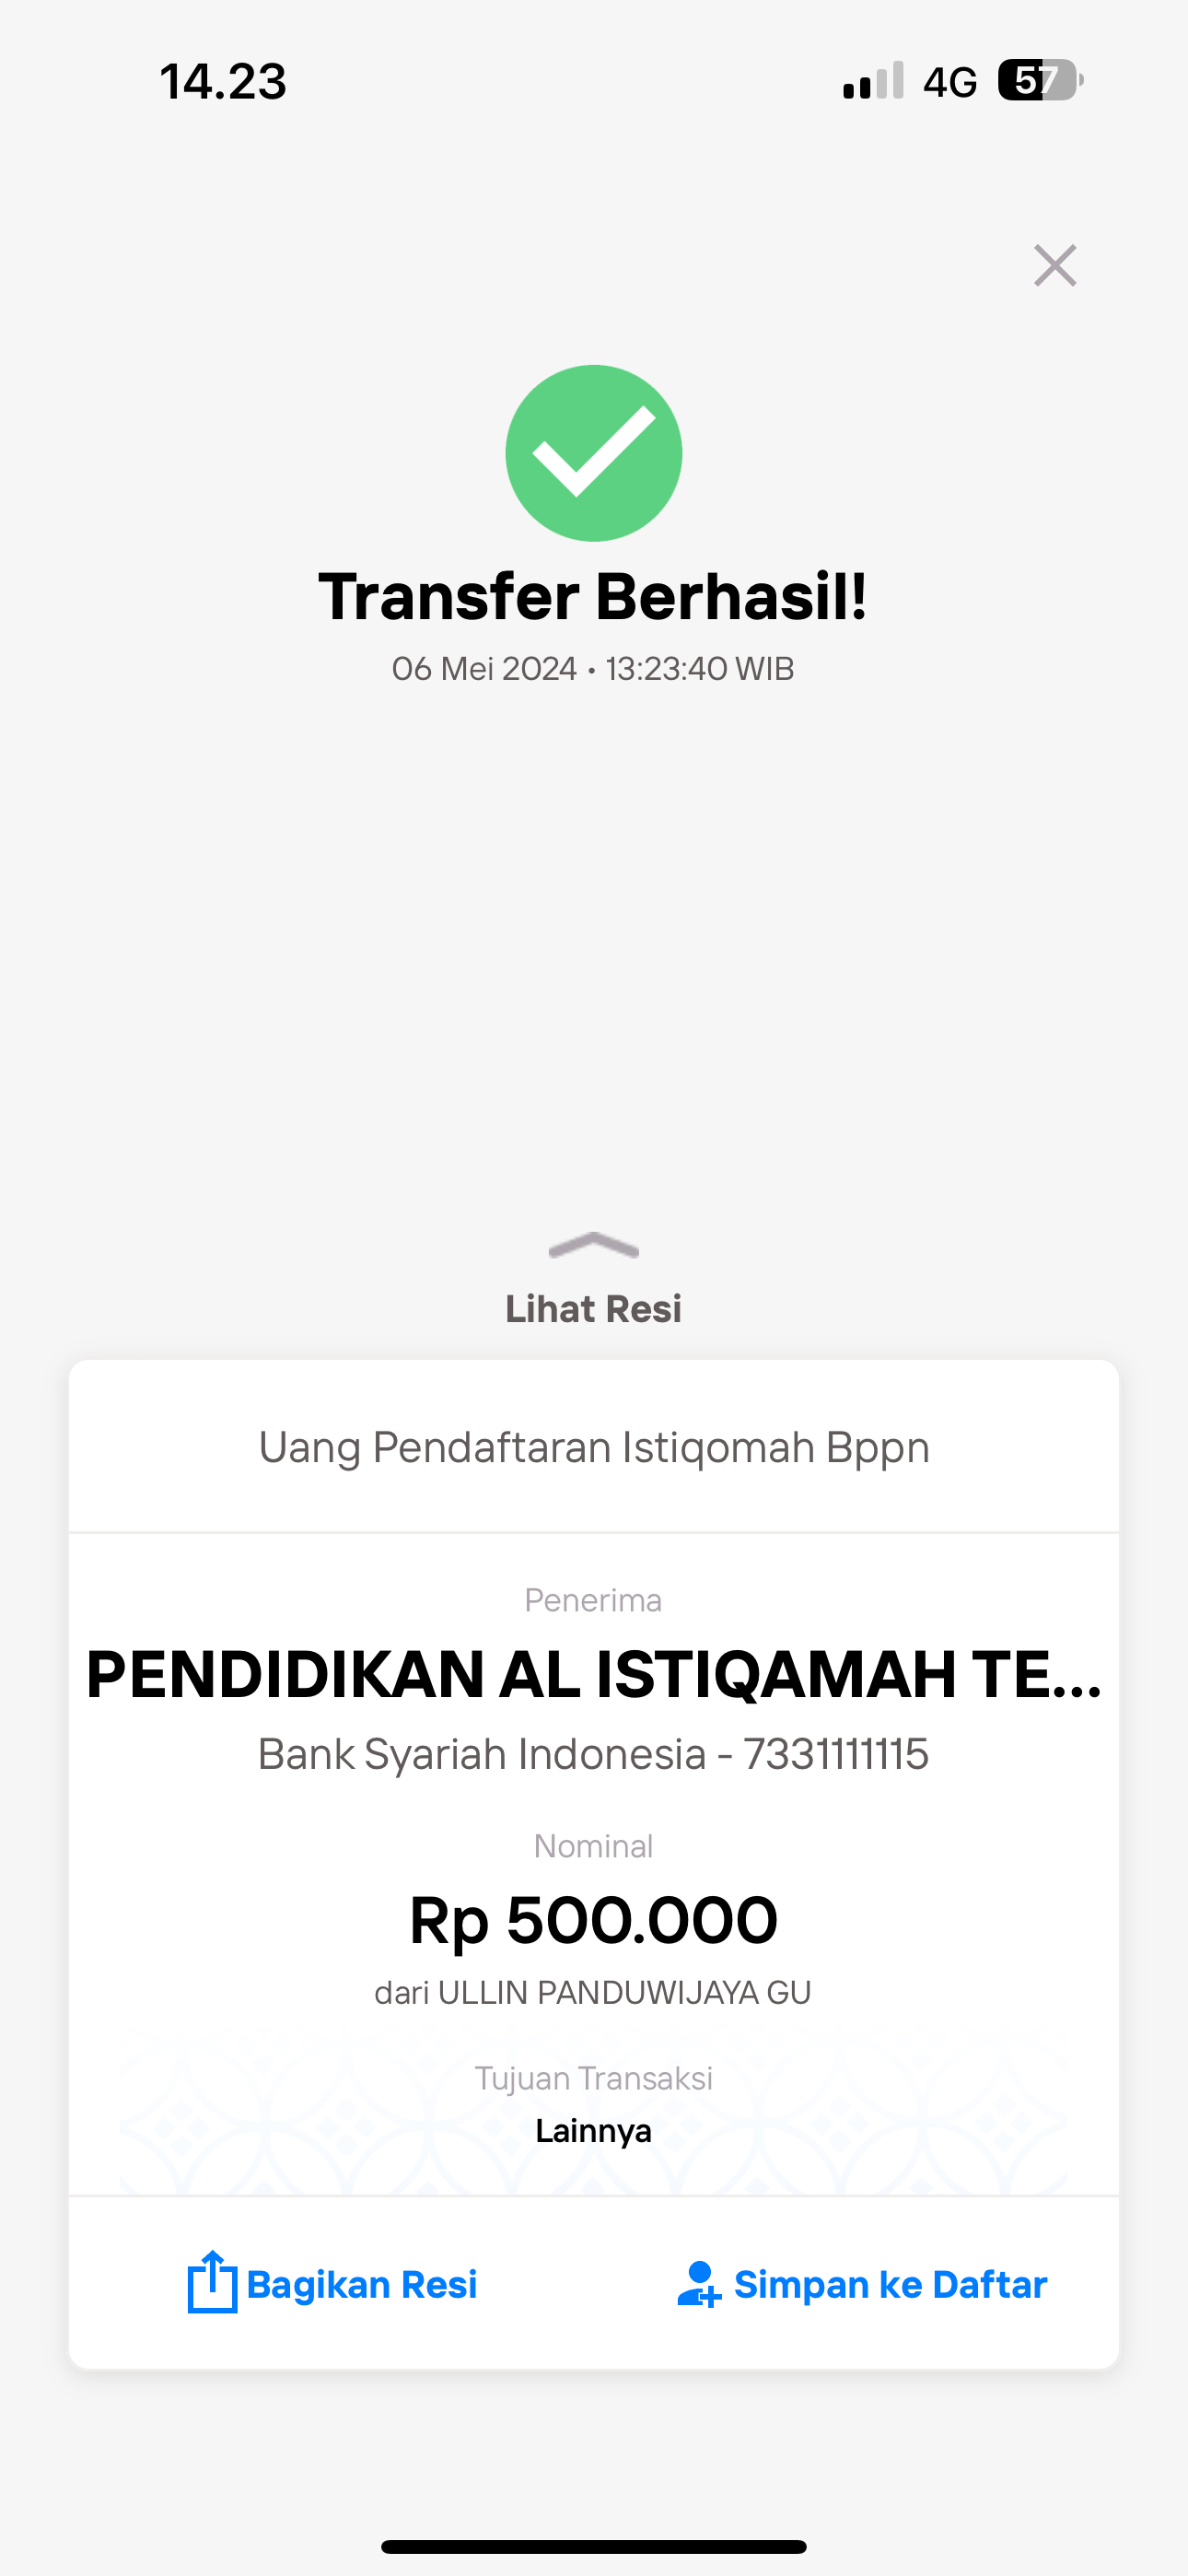 14.23
4G 57
Transfer Berhasil!
06 Mei 2024 • 13:23:40 WIB
Lihat Resi
Uang Pendaftaran Istiqomah Bppn
Penerima
PENDIDIKAN AL ISTIQAMAH TE...
Bank Syariah Indonesia - 7331111115
Nominal
Rp 500.000
dari ULLIN PANDUWIJAYA GU
Tujuan Transaksi
Lainnya
Bagikan Resi
Simpan ke Daftar